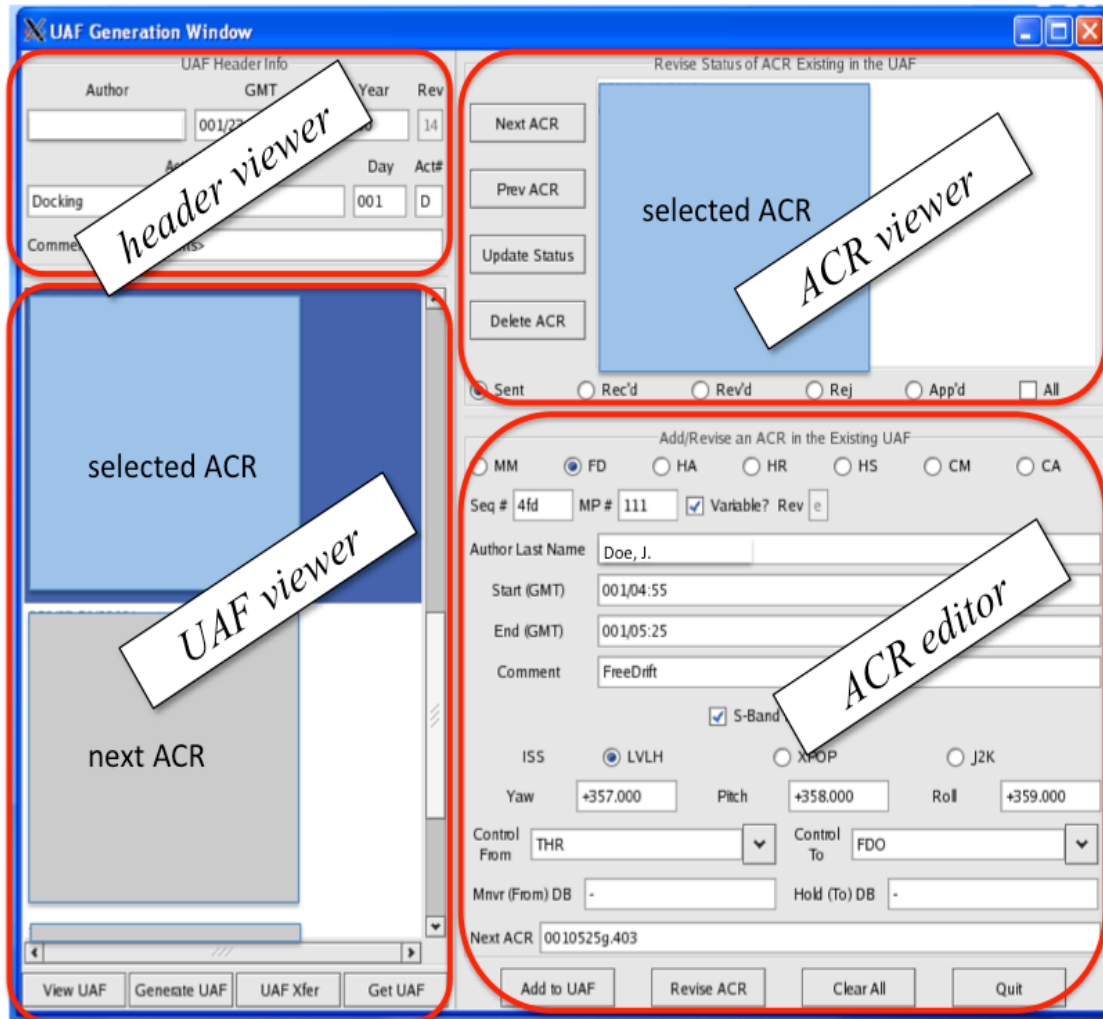 UAF Generation Window
UAF Header Info
Author GMT Year Rev
001/22 14
Day Act#
Docking 001 D
header viewer
selected ACR
UAF viewer
next ACR
View UAF Generate UAF UAF Xfer Get UAF
Revise Status of ACR Existing in the UAF
Next ACR
Prev ACR
Update Status
Delete ACR
selected ACR
ACR viewer
Sent Rec'd Rev'd Rej App'd All
Add/Revise an ACR in the Existing UAF
MM FD HA HR HS CM CA
Seq # 4fd MP # 111 Variable? Rev e
Author Last Name Doe, J.
Start (GMT) 001/04:55
End (GMT) 001/05:25
Comment FreeDrift
ACR editor
S-Band
ISS LVLH XPOP J2K
Yaw +357.000 Pitch +358.000 Roll +359.000
Control From THR Control To FDO
Mnvr (From) DB - Hold (To) DB -
Next ACR 0010525g.403
Add to UAF Revise ACR Clear All Quit